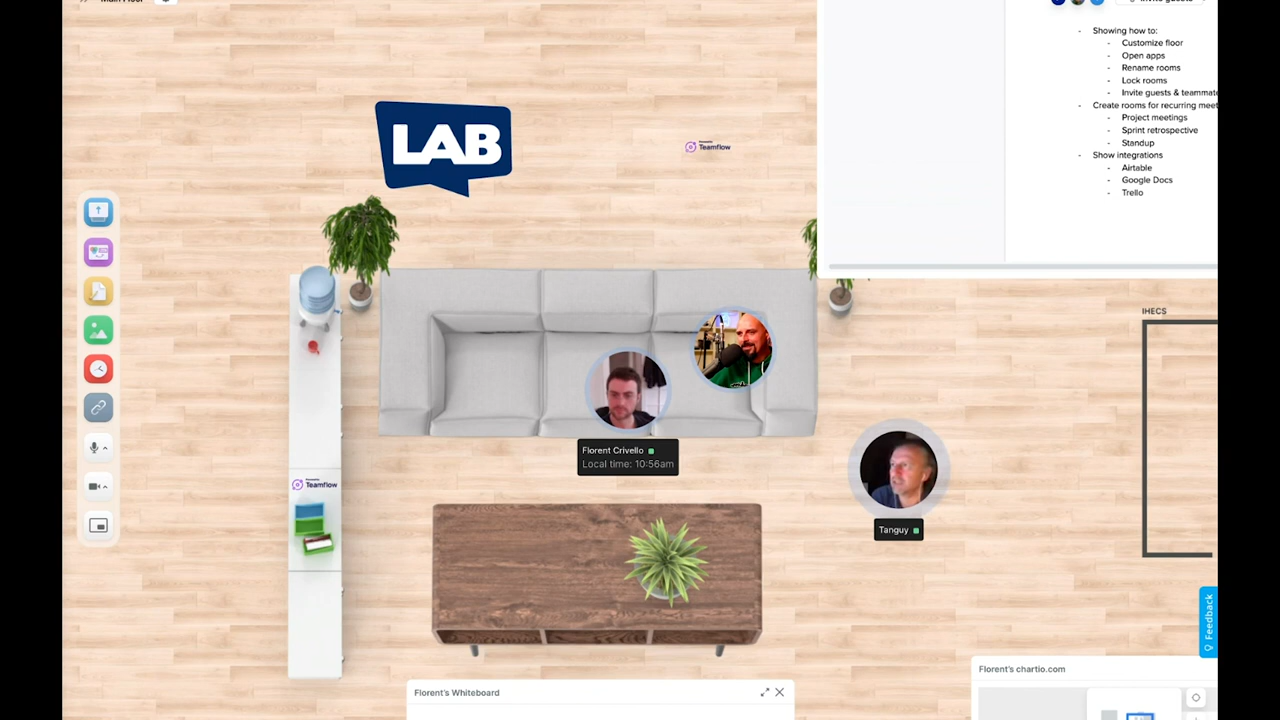 Main Floor
Invite guests
- Showing how to:
- Customize floor
- Open apps
- Rename rooms
- Lock rooms
- Invite guests & teammate
- Create rooms for recurring meet
- Project meetings
- Sprint retrospective
- Standup
- Show integrations
- Airtable
- Google Docs
- Trello
LAB
Teamflow
IHECS
Florent Crivello
Local time: 10:56am
Teamflow
Tanguy
Feedback
Florent's chartio.com
Florent's Whiteboard